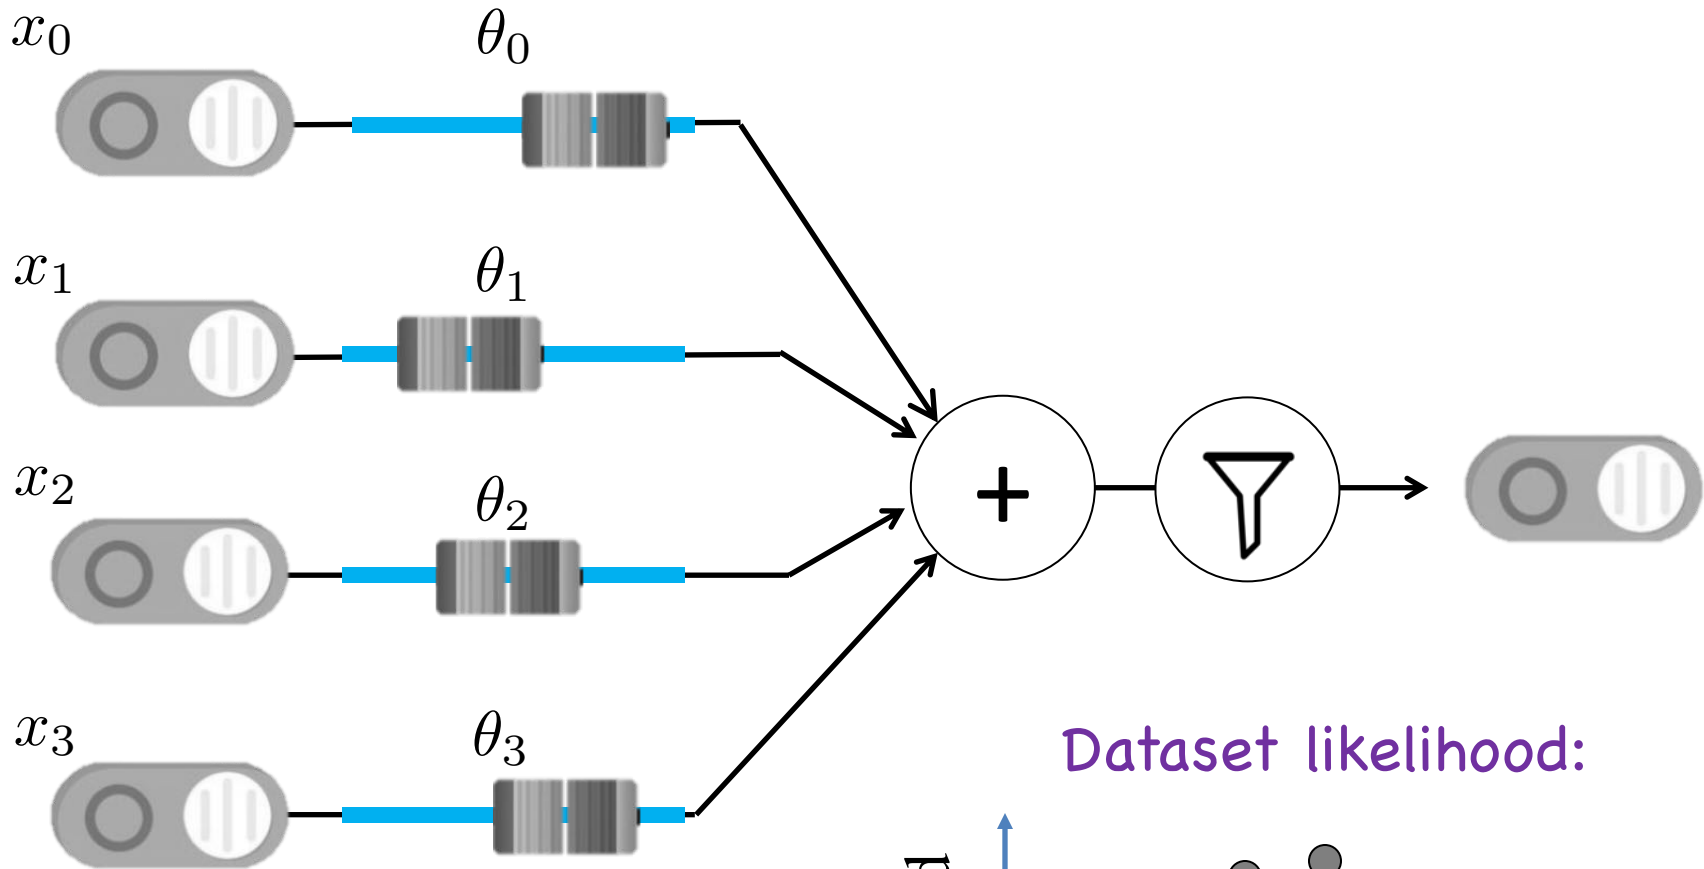 x₀
θ₀
x₁
θ₁
x₂
θ₂
x₃
θ₃
+
Dataset likelihood: